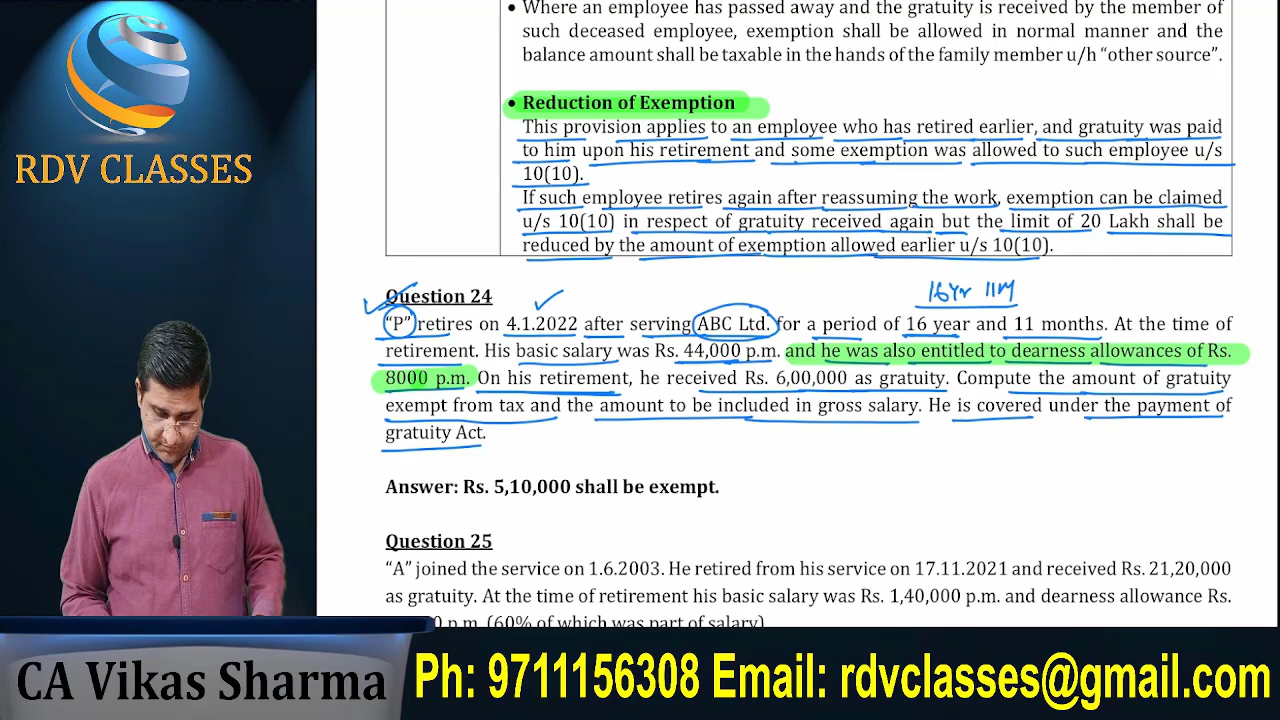 • Where an employee has passed away and the gratuity is received by the member of
such deceased employee, exemption shall be allowed in normal manner and the
balance amount shall be taxable in the hands of the family member u/h “other source”.
• Reduction of Exemption
This provision applies to an employee who has retired earlier, and gratuity was paid
to him upon his retirement and some exemption was allowed to such employee u/s
10(10).
If such employee retires again after reassuming the work, exemption can be claimed
u/s 10(10) in respect of gratuity received again but the limit of 20 Lakh shall be
reduced by the amount of exemption allowed earlier u/s 10(10).
RDV CLASSES
Question 24
16 Yr 11M
“P” retires on 4.1.2022 after serving ABC Ltd. for a period of 16 year and 11 months. At the time of
retirement. His basic salary was Rs. 44,000 p.m. and he was also entitled to dearness allowances of Rs.
8000 p.m. On his retirement, he received Rs. 6,00,000 as gratuity. Compute the amount of gratuity
exempt from tax and the amount to be included in gross salary. He is covered under the payment of
gratuity Act.
Answer: Rs. 5,10,000 shall be exempt.
Question 25
“A” joined the service on 1.6.2003. He retired from his service on 17.11.2021 and received Rs. 21,20,000
as gratuity. At the time of retirement his basic salary was Rs. 1,40,000 p.m. and dearness allowance Rs.
0 p.m. (60% of which was part of salary)
CA Vikas Sharma
Ph: 9711156308 Email: rdvclasses@gmail.com